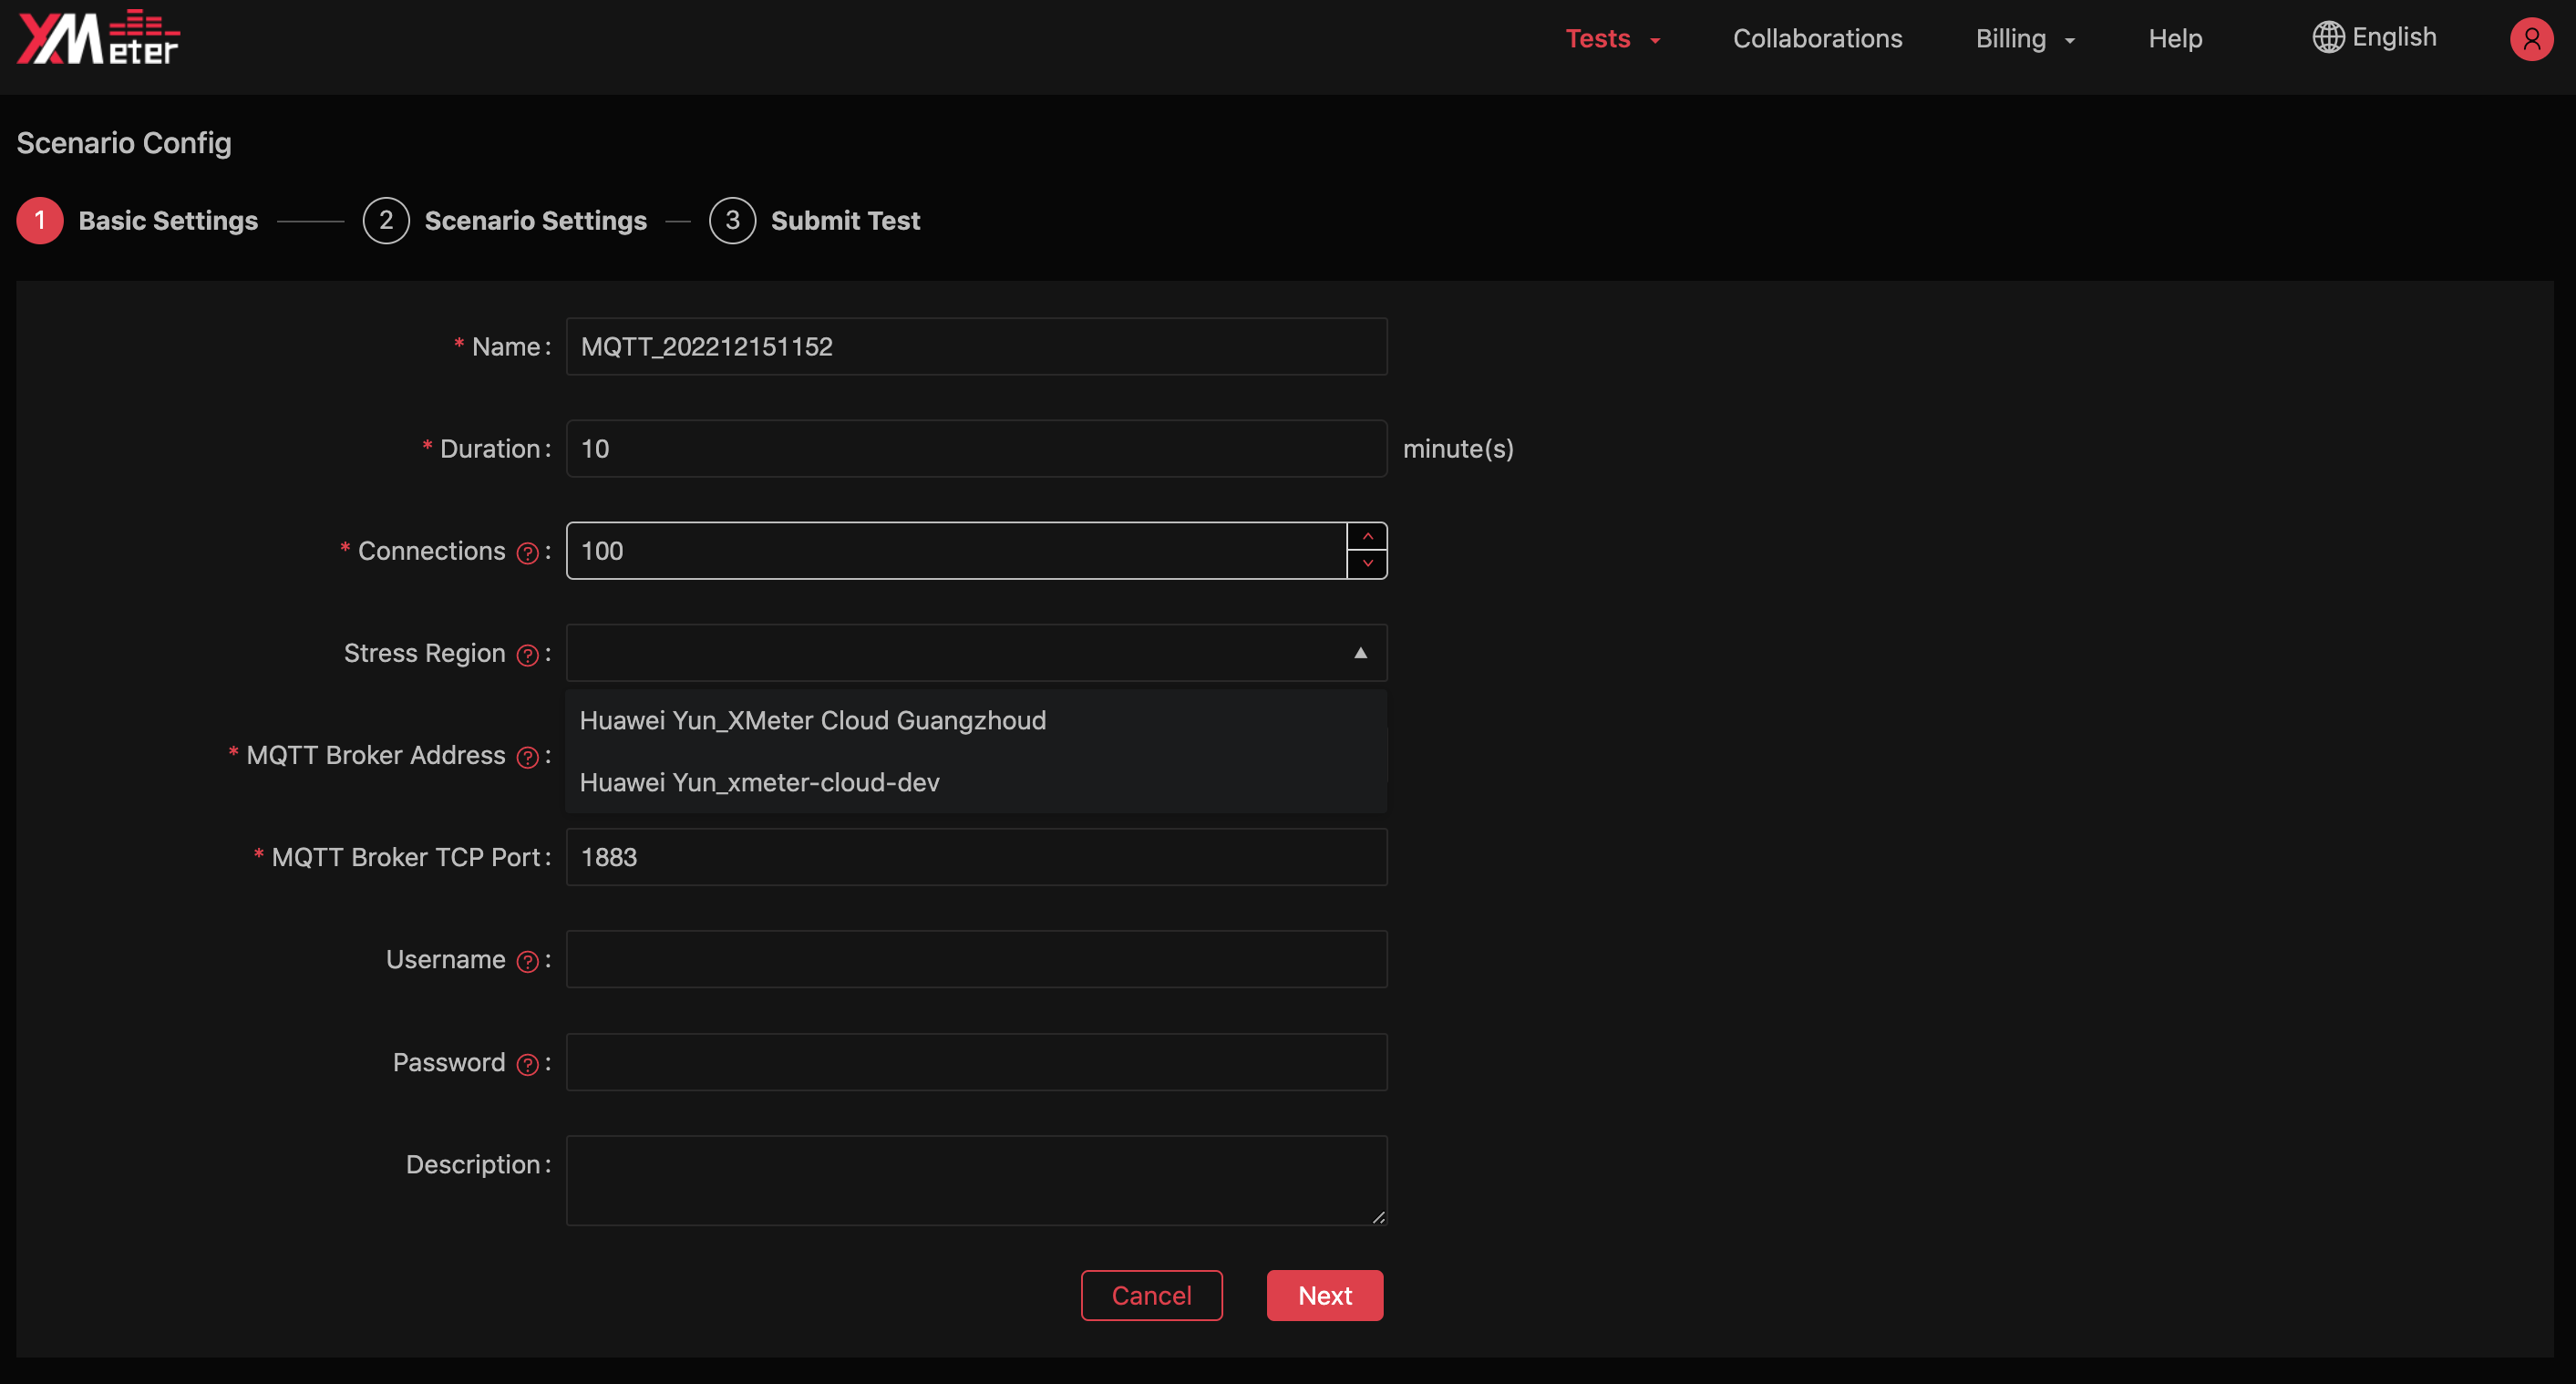 XMeter
Tests Collaborations Billing Help English
Scenario Config
1 Basic Settings 2 Scenario Settings 3 Submit Test
* Name: MQTT_202212151152
* Duration: 10 minute(s)
* Connections ? : 100
Stress Region ? :
Huawei Yun_XMeter Cloud Guangzhoud
* MQTT Broker Address ? :
Huawei Yun_xmeter-cloud-dev
* MQTT Broker TCP Port: 1883
Username ? :
Password ? :
Description:
Cancel Next